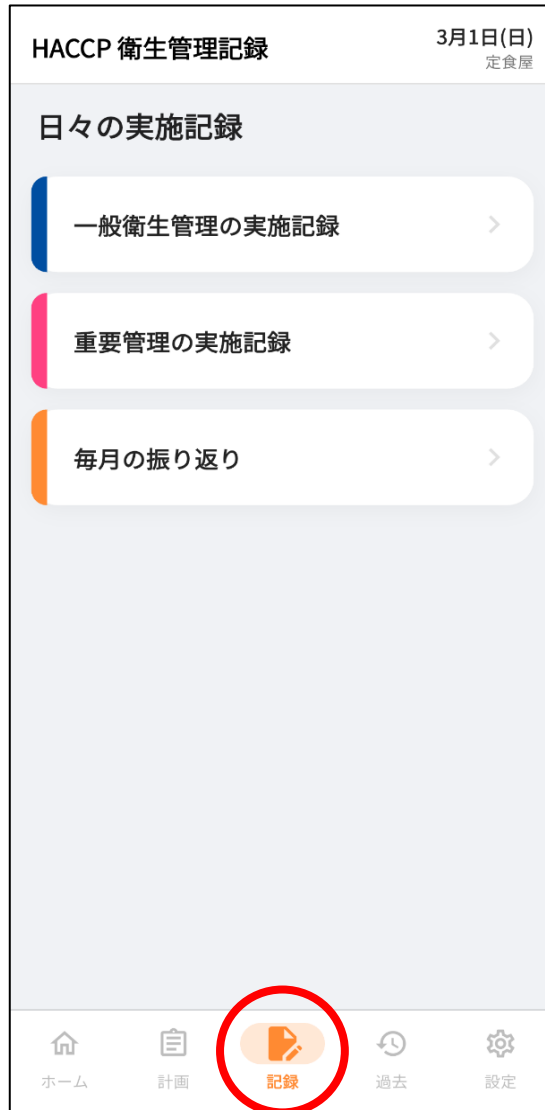 HACCP 衛生管理記録
3月1日(日)
定食屋
日々の実施記録
一般衛生管理の実施記録
重要管理の実施記録
毎月の振り返り
ホーム
計画
記録
過去
設定